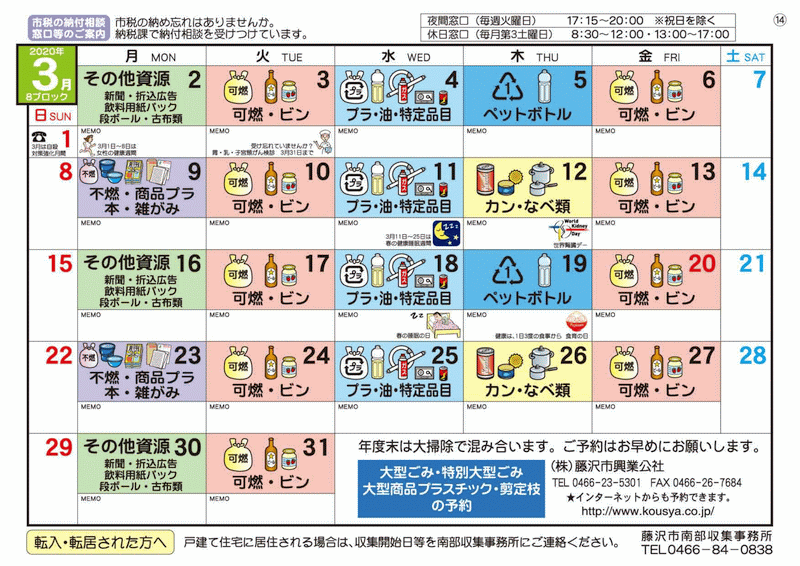 市税の納付相談
窓口等のご案内
市税の納め忘れはありませんか。
納税課で納付相談を受けつけています。
夜間窓口（毎週火曜日） 17:15～20:00 ※祝日を除く
休日窓口（毎月第3土曜日） 8:30～12:00・13:00～17:00
⑭
2020年
3月
8ブロック
日 SUN
月 MON
火 TUE
水 WED
木 THU
金 FRI
土 SAT
1
3月は自殺
対策強化月間
その他資源 2
新聞・折込広告
飲料用紙パック
段ボール・古布類
MEMO
3月1日～8日は
女性の健康週間
可燃
3
可燃・ビン
MEMO
受け忘れていませんか？
胃・乳・子宮頸がん検診 3月31日まで
プラ
4
プラ・油・特定品目
MEMO
1
5
ペットボトル
MEMO
可燃
6
可燃・ビン
MEMO
7
8
不燃
9
不燃・商品プラ
本・雑がみ
MEMO
可燃
10
可燃・ビン
MEMO
プラ
11
プラ・油・特定品目
MEMO
3月11日～25日は
春の健康睡眠週間
zzz
12
カン・なべ類
MEMO
World
Kidney
Day
世界腎臓デー
可燃
13
可燃・ビン
MEMO
14
15
その他資源 16
新聞・折込広告
飲料用紙パック
段ボール・古布類
MEMO
可燃
17
可燃・ビン
MEMO
プラ
18
プラ・油・特定品目
MEMO
春の睡眠の日
zzz
1
19
ペットボトル
MEMO
健康は、1日3度の食事から 食育の日
可燃
20
可燃・ビン
MEMO
21
22
不燃
23
不燃・商品プラ
本・雑がみ
MEMO
可燃
24
可燃・ビン
MEMO
プラ
25
プラ・油・特定品目
MEMO
26
カン・なべ類
MEMO
可燃
27
可燃・ビン
MEMO
28
29
その他資源 30
新聞・折込広告
飲料用紙パック
段ボール・古布類
MEMO
可燃
31
可燃・ビン
MEMO
年度末は大掃除で混み合います。ご予約はお早めにお願いします。
大型ごみ・特別大型ごみ
大型商品プラスチック・剪定枝
の予約
(株)藤沢市興業公社
TEL 0466-23-5301 FAX 0466-26-7684
★インターネットからも予約できます。
http://www.kousya.co.jp/
転入・転居された方へ
戸建て住宅に居住される場合は、収集開始日等を南部収集事務所にご連絡ください。
藤沢市南部収集事務所
TEL0466-84-0838